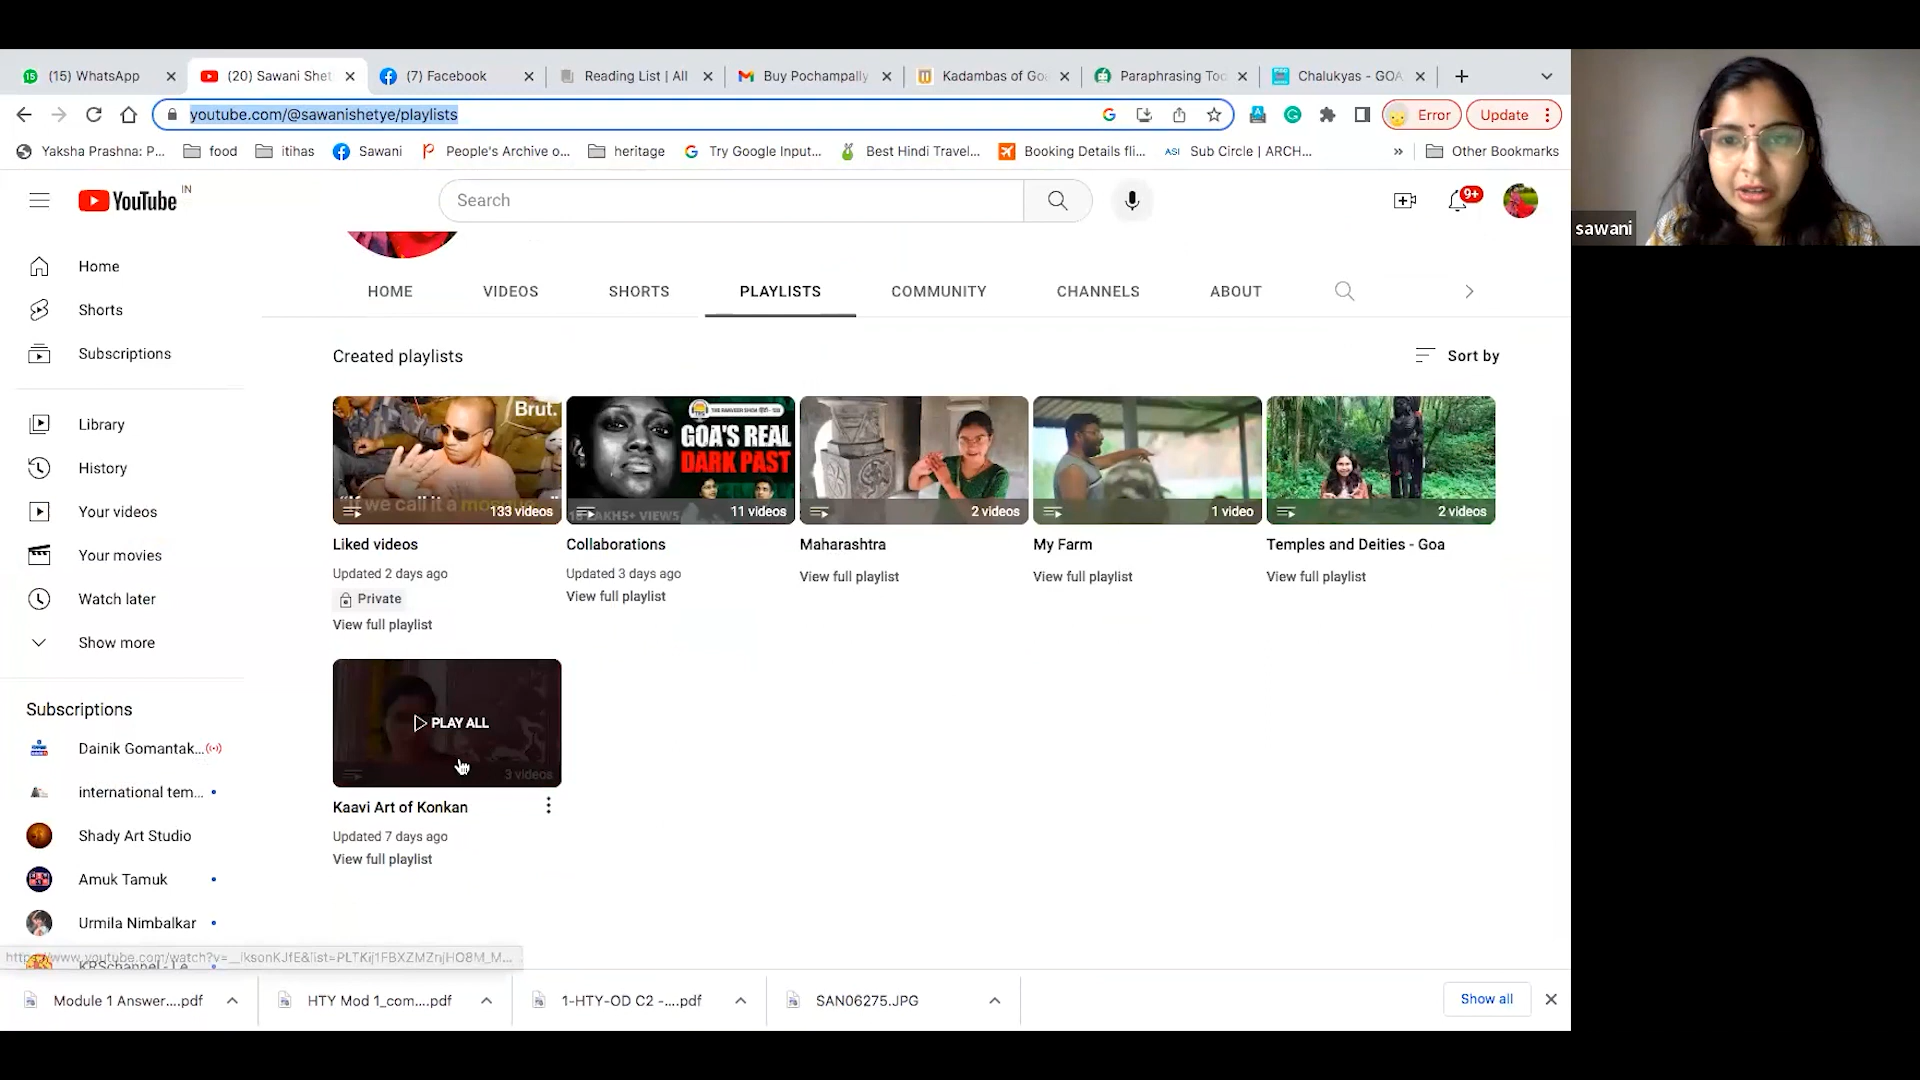 (15) WhatsApp
(20) Sawani Shet
(7) Facebook
Reading List | All
Buy Pochampally
Kadambas of Go
Paraphrasing Too
Chalukyas - GOA
youtube.com/@sawanishetye/playlists
Error
Update
Yaksha Prashna: P...
food
itihas
Sawani
People's Archive o...
heritage
Try Google Input...
Best Hindi Travel...
Booking Details fli...
ASI
Sub Circle | ARCH...
»
Other Bookmarks
YouTube IN
Search
9+
sawani
Home
Shorts
Subscriptions
Library
History
Your videos
Your movies
Watch later
Show more
Subscriptions
Dainik Gomantak...
international tem...
Shady Art Studio
Amuk Tamuk
Urmila Nimbalkar
HOME
VIDEOS
SHORTS
PLAYLISTS
COMMUNITY
CHANNELS
ABOUT
Created playlists
Sort by
Brut.
"If we call it a
133 videos
Liked videos
Updated 2 days ago
Private
View full playlist
GOA'S REAL
DARK PAST
LAKHS+ VIEWS
11 videos
Collaborations
Updated 3 days ago
View full playlist
2 videos
Maharashtra
View full playlist
1 video
My Farm
View full playlist
2 videos
Temples and Deities - Goa
View full playlist
PLAY ALL
3 videos
Kaavi Art of Konkan
Updated 7 days ago
View full playlist
Module 1 Answer....pdf
HTY Mod 1_com....pdf
1-HTY-OD C2 -....pdf
SAN06275.JPG
Show all